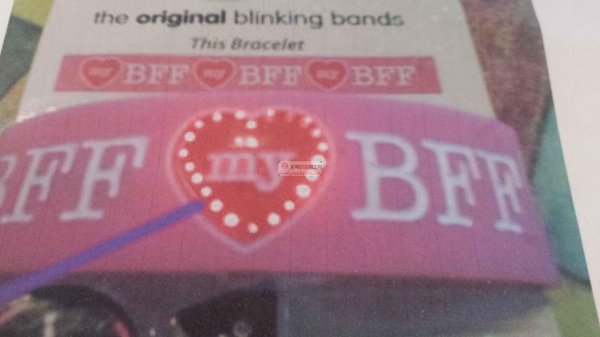 the original blinking bands
This Bracelet
my BFF my BFF my BFF
BFF my BFF